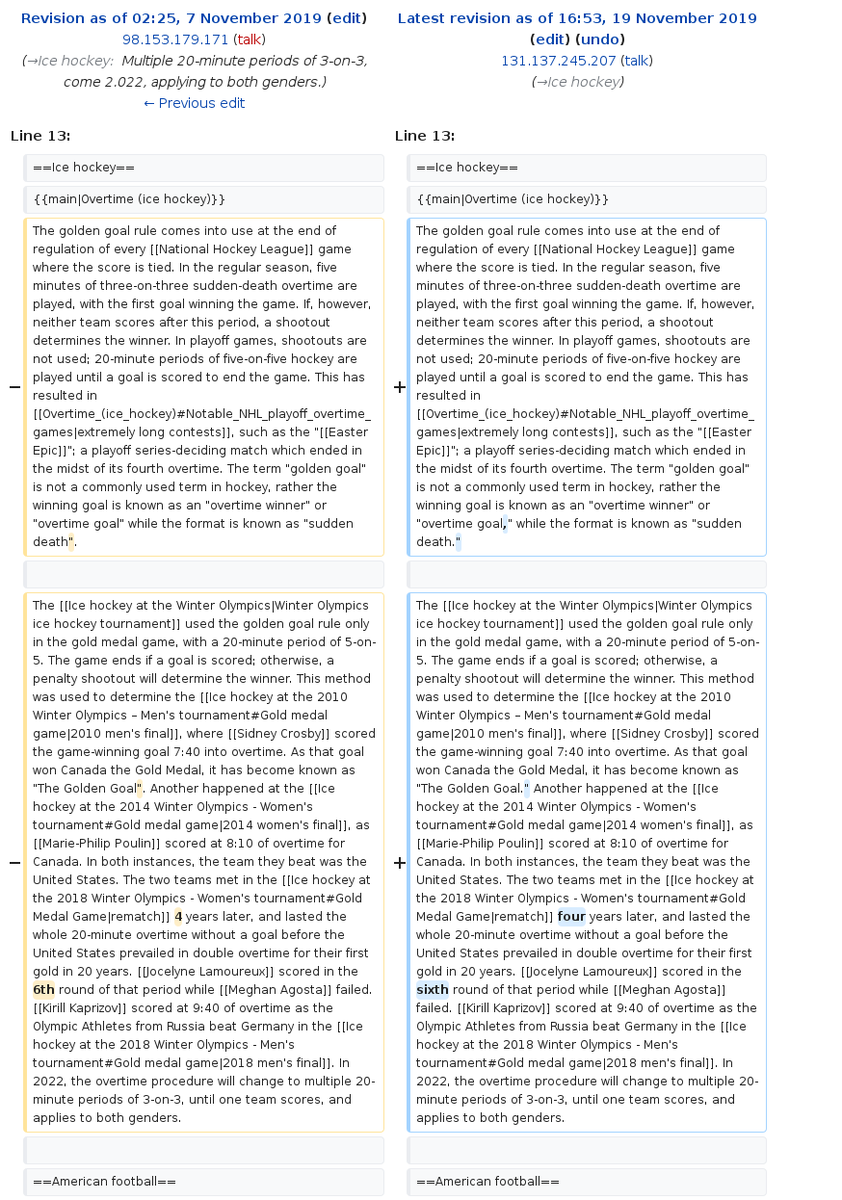 Revision as of 02:25, 7 November 2019 (edit)
98.153.179.171 (talk)
(→Ice hockey: Multiple 20-minute periods of 3-on-3,
come 2.022, applying to both genders.)
← Previous edit
Latest revision as of 16:53, 19 November 2019
(edit) (undo)
131.137.245.207 (talk)
(→Ice hockey)
Line 13:
Line 13:
==Ice hockey==
==Ice hockey==
{{main|Overtime (ice hockey)}}
{{main|Overtime (ice hockey)}}
−
The golden goal rule comes into use at the end of
regulation of every [[National Hockey League]] game
where the score is tied. In the regular season, five
minutes of three-on-three sudden-death overtime are
played, with the first goal winning the game. If, however,
neither team scores after this period, a shootout
determines the winner. In playoff games, shootouts are
not used; 20-minute periods of five-on-five hockey are
played until a goal is scored to end the game. This has
resulted in
[[Overtime_(ice_hockey)#Notable_NHL_playoff_overtime_
games|extremely long contests]], such as the "[[Easter
Epic]]"; a playoff series-deciding match which ended in
the midst of its fourth overtime. The term "golden goal"
is not a commonly used term in hockey, rather the
winning goal is known as an "overtime winner" or
"overtime goal" while the format is known as "sudden
death".
+
The golden goal rule comes into use at the end of
regulation of every [[National Hockey League]] game
where the score is tied. In the regular season, five
minutes of three-on-three sudden-death overtime are
played, with the first goal winning the game. If, however,
neither team scores after this period, a shootout
determines the winner. In playoff games, shootouts are
not used; 20-minute periods of five-on-five hockey are
played until a goal is scored to end the game. This has
resulted in
[[Overtime_(ice_hockey)#Notable_NHL_playoff_overtime_
games|extremely long contests]], such as the "[[Easter
Epic]]"; a playoff series-deciding match which ended in
the midst of its fourth overtime. The term "golden goal"
is not a commonly used term in hockey, rather the
winning goal is known as an "overtime winner" or
"overtime goal," while the format is known as "sudden
death."
−
The [[Ice hockey at the Winter Olympics|Winter Olympics
ice hockey tournament]] used the golden goal rule only
in the gold medal game, with a 20-minute period of 5-on-
5. The game ends if a goal is scored; otherwise, a
penalty shootout will determine the winner. This method
was used to determine the [[Ice hockey at the 2010
Winter Olympics – Men's tournament#Gold medal
game|2010 men's final]], where [[Sidney Crosby]] scored
the game-winning goal 7:40 into overtime. As that goal
won Canada the Gold Medal, it has become known as
"The Golden Goal". Another happened at the [[Ice
hockey at the 2014 Winter Olympics - Women's
tournament#Gold medal game|2014 women's final]], as
[[Marie-Philip Poulin]] scored at 8:10 of overtime for
Canada. In both instances, the team they beat was the
United States. The two teams met in the [[Ice hockey at
the 2018 Winter Olympics - Women's tournament#Gold
Medal Game|rematch]] 4 years later, and lasted the
whole 20-minute overtime without a goal before the
United States prevailed in double overtime for their first
gold in 20 years. [[Jocelyne Lamoureux]] scored in the
6th round of that period while [[Meghan Agosta]] failed.
[[Kirill Kaprizov]] scored at 9:40 of overtime as the
Olympic Athletes from Russia beat Germany in the [[Ice
hockey at the 2018 Winter Olympics - Men's
tournament#Gold medal game|2018 men's final]]. In
2022, the overtime procedure will change to multiple 20-
minute periods of 3-on-3, until one team scores, and
applies to both genders.
+
The [[Ice hockey at the Winter Olympics|Winter Olympics
ice hockey tournament]] used the golden goal rule only
in the gold medal game, with a 20-minute period of 5-on-
5. The game ends if a goal is scored; otherwise, a
penalty shootout will determine the winner. This method
was used to determine the [[Ice hockey at the 2010
Winter Olympics – Men's tournament#Gold medal
game|2010 men's final]], where [[Sidney Crosby]] scored
the game-winning goal 7:40 into overtime. As that goal
won Canada the Gold Medal, it has become known as
"The Golden Goal." Another happened at the [[Ice
hockey at the 2014 Winter Olympics - Women's
tournament#Gold medal game|2014 women's final]], as
[[Marie-Philip Poulin]] scored at 8:10 of overtime for
Canada. In both instances, the team they beat was the
United States. The two teams met in the [[Ice hockey at
the 2018 Winter Olympics - Women's tournament#Gold
Medal Game|rematch]] four years later, and lasted the
whole 20-minute overtime without a goal before the
United States prevailed in double overtime for their first
gold in 20 years. [[Jocelyne Lamoureux]] scored in the
sixth round of that period while [[Meghan Agosta]]
failed. [[Kirill Kaprizov]] scored at 9:40 of overtime as the
Olympic Athletes from Russia beat Germany in the [[Ice
hockey at the 2018 Winter Olympics - Men's
tournament#Gold medal game|2018 men's final]]. In
2022, the overtime procedure will change to multiple 20-
minute periods of 3-on-3, until one team scores, and
applies to both genders.
==American football==
==American football==